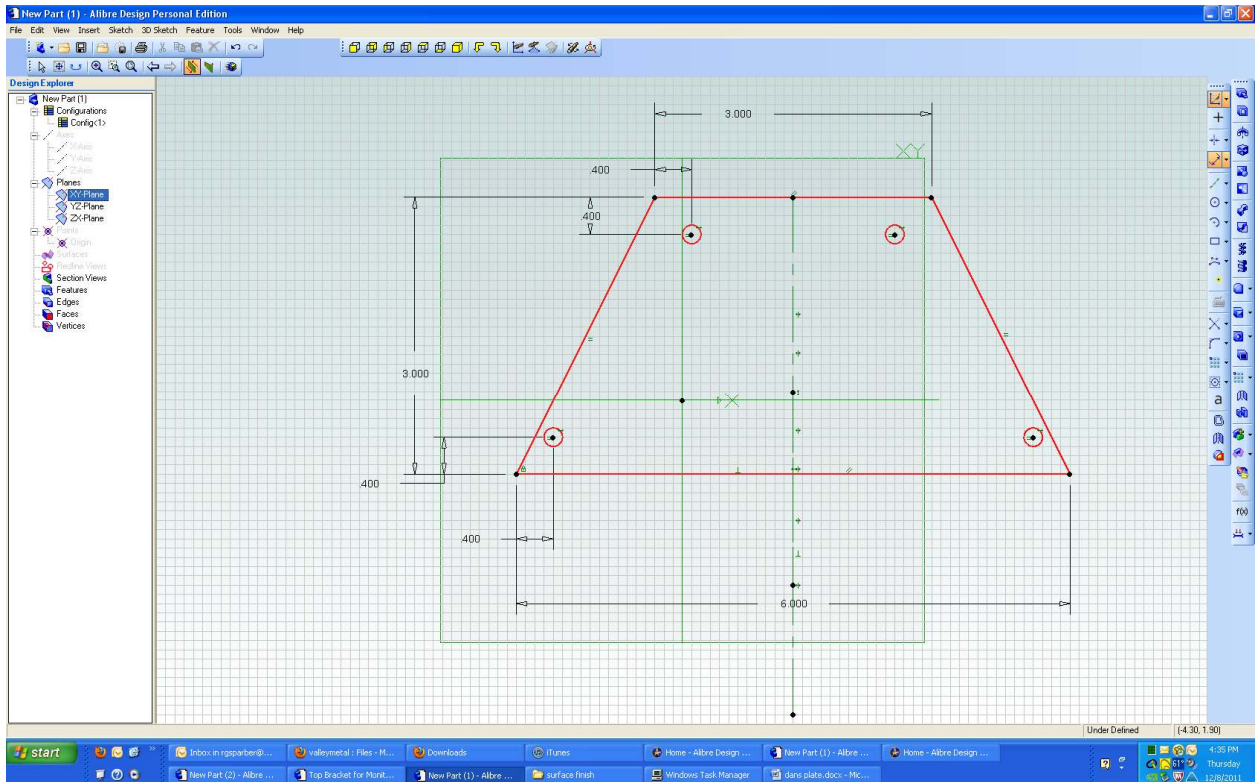 New Part (1) - Alibre Design Personal Edition
File Edit View Insert Sketch 3D Sketch Feature Tools Window Help
Design Explorer
New Part (1)
Configurations
Config<1>
Axes
X-Axis
Y-Axis
Z-Axis
Planes
XY-Plane
YZ-Plane
ZX-Plane
Points
Origin
Surfaces
Redline Views
Section Views
Features
Edges
Faces
Vertices
3.000
XY
.400
.400
3.000
X
.400
.400
6.000
a
f(x)
Under Defined (-4.30, 1.90)
start
Inbox in rgsparber@...
valleymetal : Files - M...
Downloads
iTunes
Home - Alibre Design ...
New Part (1) - Alibre ...
Home - Alibre Design ...
4:35 PM
New Part (2) - Alibre ...
Top Bracket for Monit...
New Part (1) - Alibre ...
surface finish
Windows Task Manager
dans plate.docx - Mic...
61°
Thursday
12/8/2011